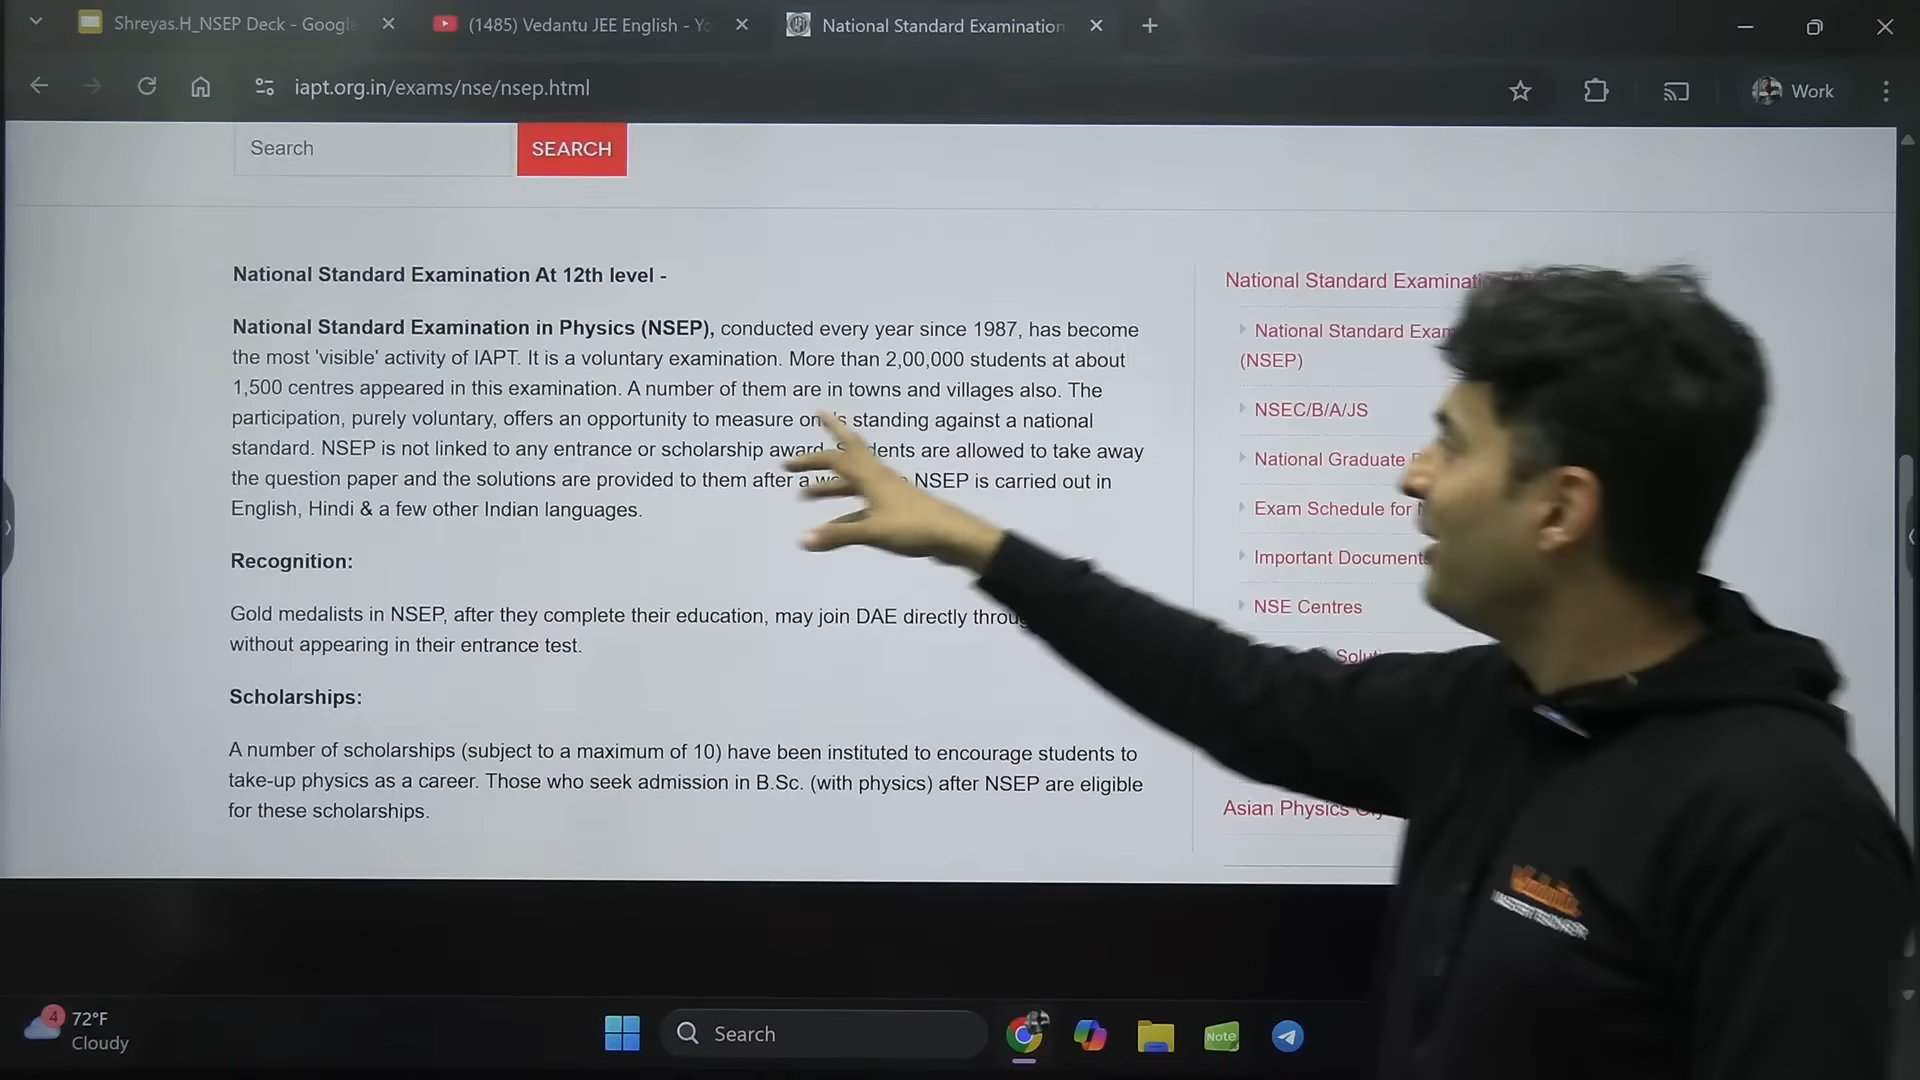 Shreyas.H_NSEP Deck - Google
(1485) Vedantu JEE English - Yo
National Standard Examination
iapt.org.in/exams/nse/nsep.html
Work
Search
SEARCH
National Standard Examination At 12th level -
National Standard Examination in Physics (NSEP), conducted every year since 1987, has become
the most 'visible' activity of IAPT. It is a voluntary examination. More than 2,00,000 students at about
1,500 centres appeared in this examination. A number of them are in towns and villages also. The
participation, purely voluntary, offers an opportunity to measure one's standing against a national
standard. NSEP is not linked to any entrance or scholarship award. Students are allowed to take away
the question paper and the solutions are provided to them after a NSEP is carried out in
English, Hindi & a few other Indian languages.
Recognition:
Gold medalists in NSEP, after they complete their education, may join DAE directly
without appearing in their entrance test.
Scholarships:
A number of scholarships (subject to a maximum of 10) have been instituted to encourage students to
take-up physics as a career. Those who seek admission in B.Sc. (with physics) after NSEP are eligible
for these scholarships.
National Standard
National Standard
(NSEP)
NSEC/B/A/JS
National Graduate
Exam Schedule for
Important Documents
NSE Centres
Asian Physics
4
72°F
Cloudy
Search
Note